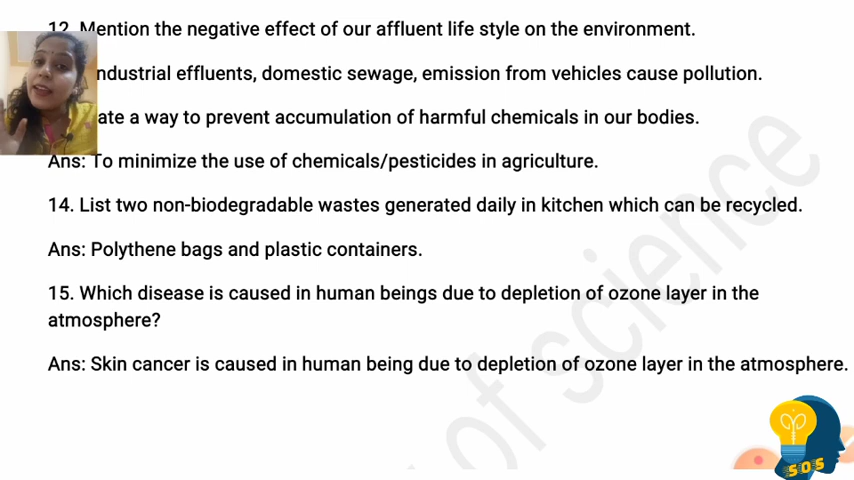 12. Mention the negative effect of our affluent life style on the environment.
ndustrial effluents, domestic sewage, emission from vehicles cause pollution.
ate a way to prevent accumulation of harmful chemicals in our bodies.
Ans: To minimize the use of chemicals/pesticides in agriculture.
14. List two non-biodegradable wastes generated daily in kitchen which can be recycled.
Ans: Polythene bags and plastic containers.
15. Which disease is caused in human beings due to depletion of ozone layer in the
atmosphere?
Ans: Skin cancer is caused in human being due to depletion of ozone layer in the atmosphere.
of science
SOS